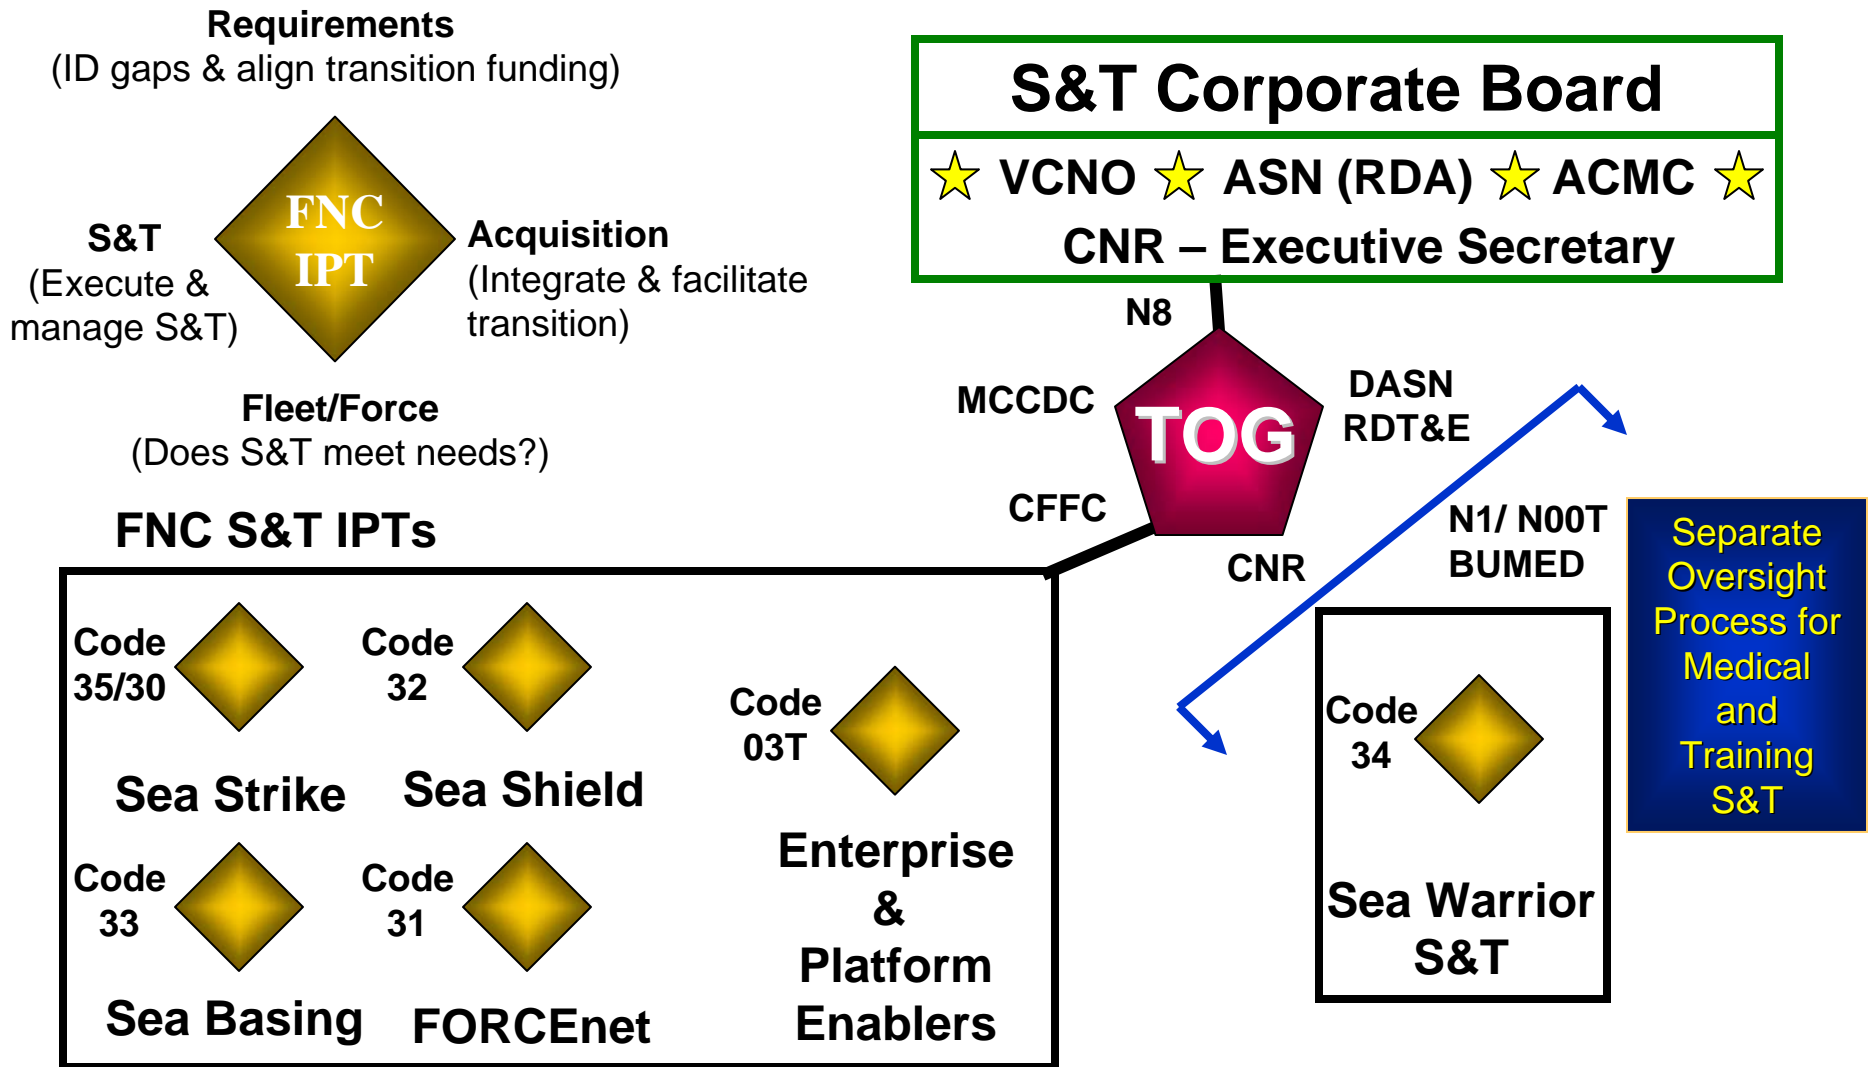 Requirements
(ID gaps & align transition funding)
FNC
IPT
S&T
(Execute &
manage S&T)
Acquisition
(Integrate & facilitate
transition)
Fleet/Force
(Does S&T meet needs?)
S&T Corporate Board
VCNO ASN (RDA) ACMC
CNR – Executive Secretary
N8
MCCDC
TOG
DASN
RDT&E
CFFC
CNR
N1/ N00T
BUMED
Separate
Oversight
Process for
Medical
and
Training
S&T
FNC S&T IPTs
Code
35/30
Sea Strike
Code
32
Sea Shield
Code
33
Sea Basing
Code
31
FORCEnet
Code
03T
Enterprise
&
Platform
Enablers
Code
34
Sea Warrior
S&T